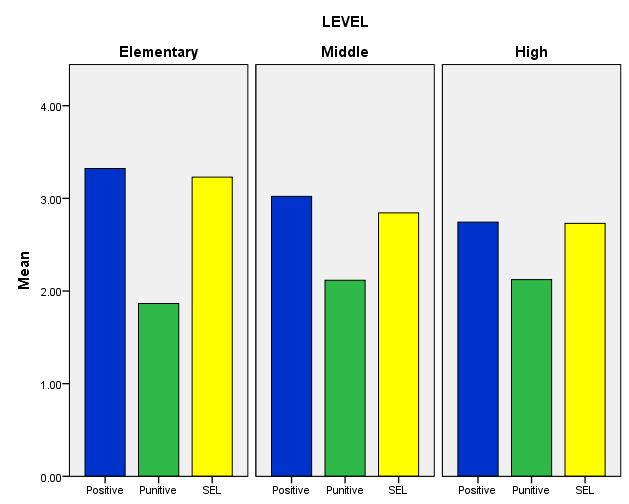 LEVEL
Elementary Middle High
Mean
4.00
3.00
2.00
1.00
0.00
Positive Punitive SEL Positive Punitive SEL Positive Punitive SEL